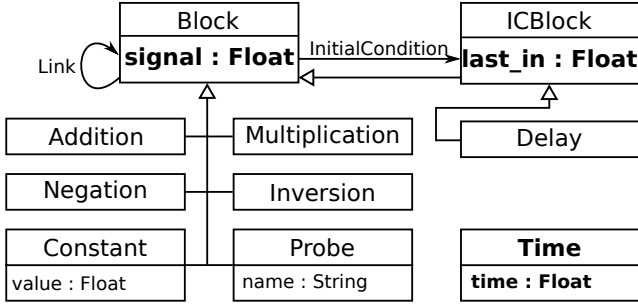 Block
signal : Float
Link
InitialCondition
ICBlock
last_in : Float
Addition
Multiplication
Delay
Negation
Inversion
Constant
value : Float
Probe
name : String
Time
time : Float